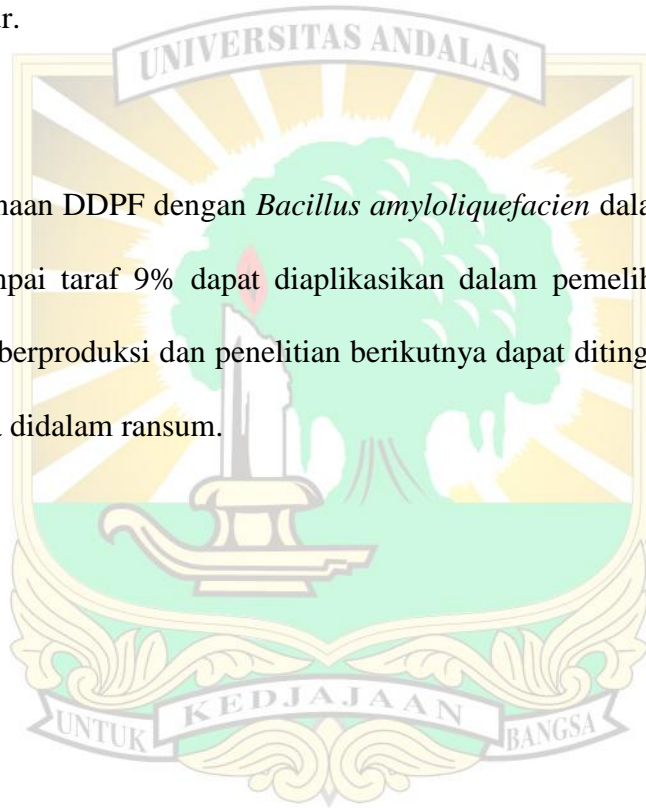 ur.
UNIVERSITAS ANDALAS
naan DDPF dengan Bacillus amyloliquefacien dala
npai taraf 9% dapat diaplikasikan dalam pemelih
berproduksi dan penelitian berikutnya dapat diting
didalam ransum.
UNTUK KEDJAJAAN BANGSA